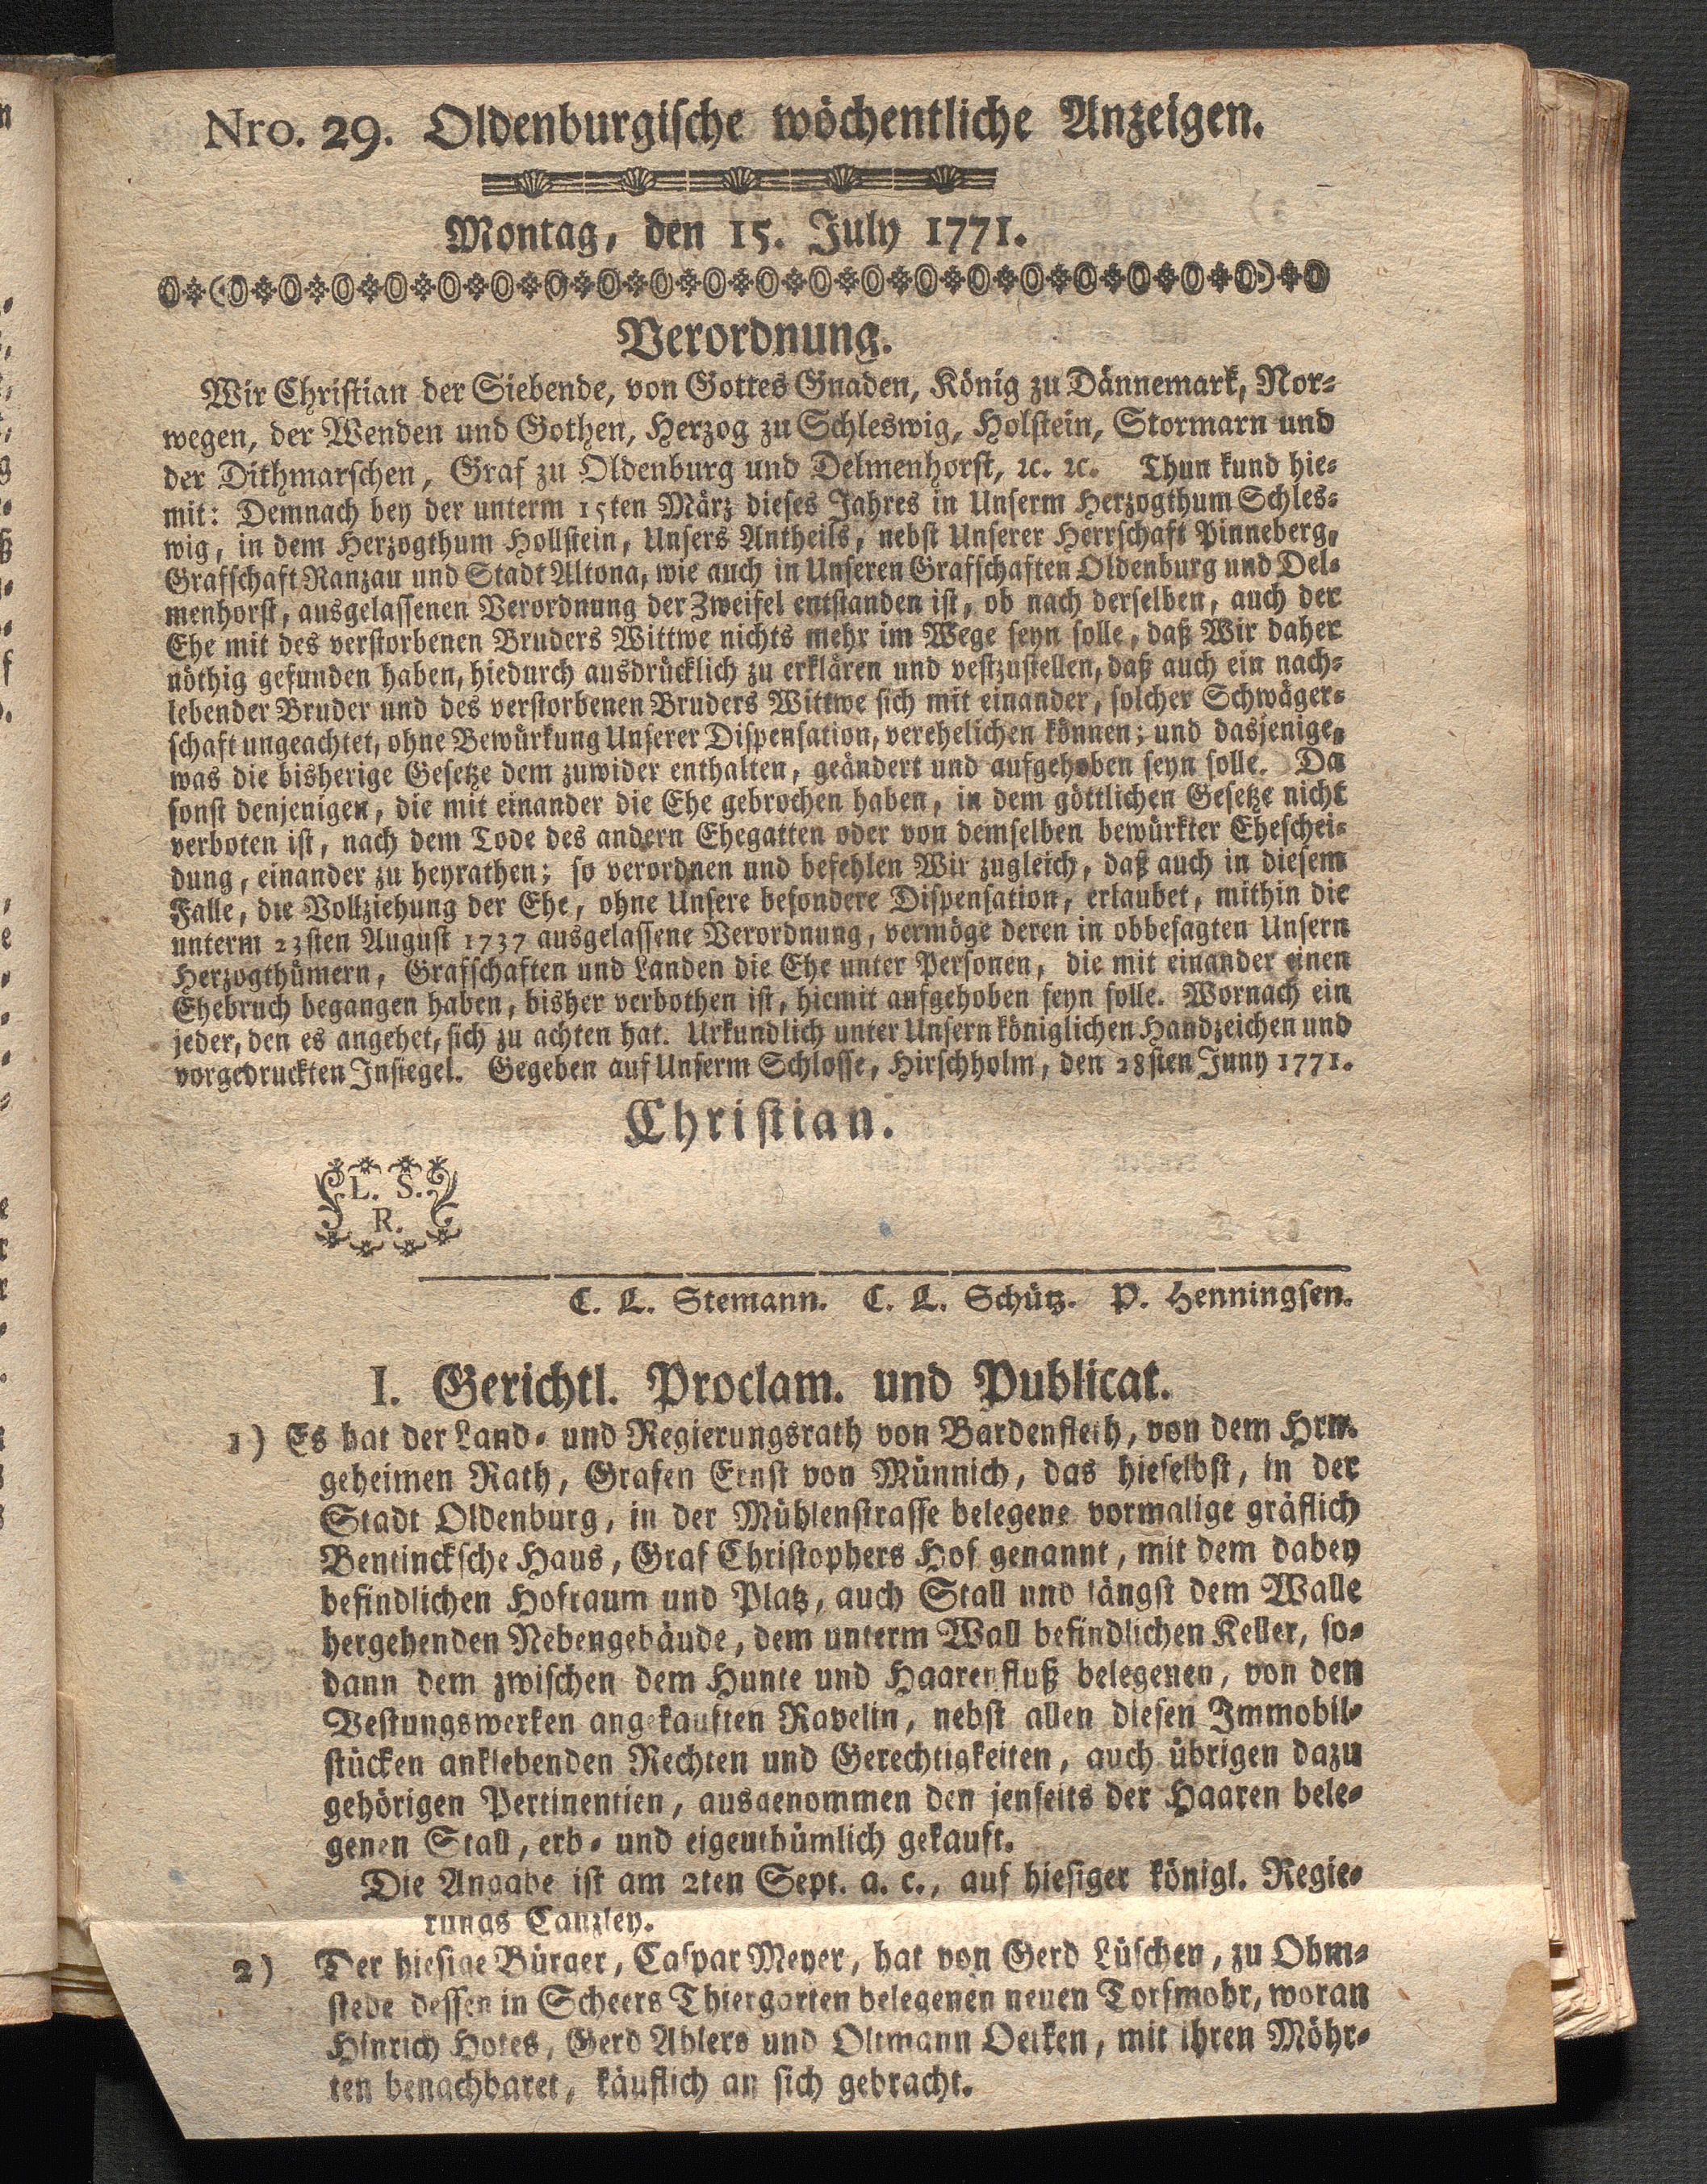 Nro. 29. Oldenburgische wöchentliche Anzeigen.
Montag, den 15. July 1771.
Verordnung.
Wir Christian der Siebende, von Gottes Gnaden, König zu Dännemark, Nor-
wegen, der Wenden und Gothen, Herzog zu Schleswig, Holstein, Stormarn und
der Dithmarschen, Graf zu Oldenburg und Delmenhorst, ꝛc. ꝛc. Thun kund hie-
mit: Demnach bey der unterm 15ten März dieses Jahres in Unserm Herzogthum Schles-
wig, in dem Herzogthum Hollstein, Unsers Antheils, nebst Unserer Herrschaft Pinneberg,
Grafschaft Ranzau und Stadt Altona, wie auch in Unseren Grafschaften Oldenburg und Del-
menhorst, ausgelassenen Verordnung der Zweifel entstanden ist, ob nach derselben, auch der
Ehe mit des verstorbenen Bruders Wittwe nichts mehr im Wege seyn solle, daß Wir daher
nöthig gefunden haben, hiedurch ausdrücklich zu erklären und vestzustellen, daß auch ein nach-
lebender Bruder und des verstorbenen Bruders Wittwe sich mit einander, solcher Schwäger-
schaft ungeachtet, ohne Bewürkung Unserer Dispensation, verehelichen können; und dasjenige,
was die bisherige Gesetze dem zuwider enthalten, geändert und aufgehoben seyn solle. Da
sonst denjenigen, die mit einander die Ehe gebrochen haben, in dem göttlichen Gesetze nicht
verboten ist, nach dem Tode des andern Ehegatten oder von demselben bewürkter Eheschei-
dung, einander zu heyrathen; so verordnen und befehlen Wir zugleich, daß auch in diesem
Falle, die Vollziehung der Ehe, ohne Unsere besondere Dispensation, erlaubet, mithin die
unterm 23sten August 1737 ausgelassene Verordnung, vermöge deren in obbesagten Unsern
Herzogthümern, Grafschaften und Landen die Ehe unter Personen, die mit einander einen
Ehebruch begangen haben, bisher verbothen ist, hiemit aufgehoben seyn solle. Wornach ein
jeder, den es angehet, sich zu achten hat. Urkundlich unter Unsern königlichen Handzeichen und
vorgedruckten Insiegel. Gegeben auf Unserm Schlosse, Hirschholm, den 28sten Juny 1771.
Christian.
L. S.
R.
C. L. Stemann. C. L. Schütz. P. Henningsen.
I. Gerichtl. Proclam. und Publicat.
1) Es hat der Land- und Regierungsrath von Bardenfleth, von dem Hrn.
geheimen Rath, Grafen Ernst von Münnich, das hieselbst, in der
Stadt Oldenburg, in der Mühlenstrasse belegene vormalige gräflich
Bentincksche Haus, Graf Christophers Hof genannt, mit dem dabey
befindlichen Hofraum und Platz, auch Stall und längst dem Walle
hergehenden Nebengebäude, dem unterm Wall befindlichen Keller, so-
dann dem zwischen dem Hunte und Haarenfluß belegenen, von den
Vestungswerken angekauften Ravelin, nebst allen diesen Immobil-
stücken anklebenden Rechten und Gerechtigkeiten, auch übrigen dazu
gehörigen Pertinentien, ausgenommen den jenseits der Haaren bele-
genen Stall, erb- und eigenthümlich gekauft.
Die Angabe ist am 2ten Sept. a. c., auf hiesiger königl. Regie-
rungs Canzley.
2) Der hiesige Bürger, Caspar Meyer, hat von Gerd Lüschen, zu Ohm-
stede dessen in Scheers Thiergarten belegenen neuen Torfmohr, woran
Hinrich Hotes, Gerd Ahlers und Oltmann Oetken, mit ihren Möhr-
ten benachbaret, käuflich an sich gebracht.